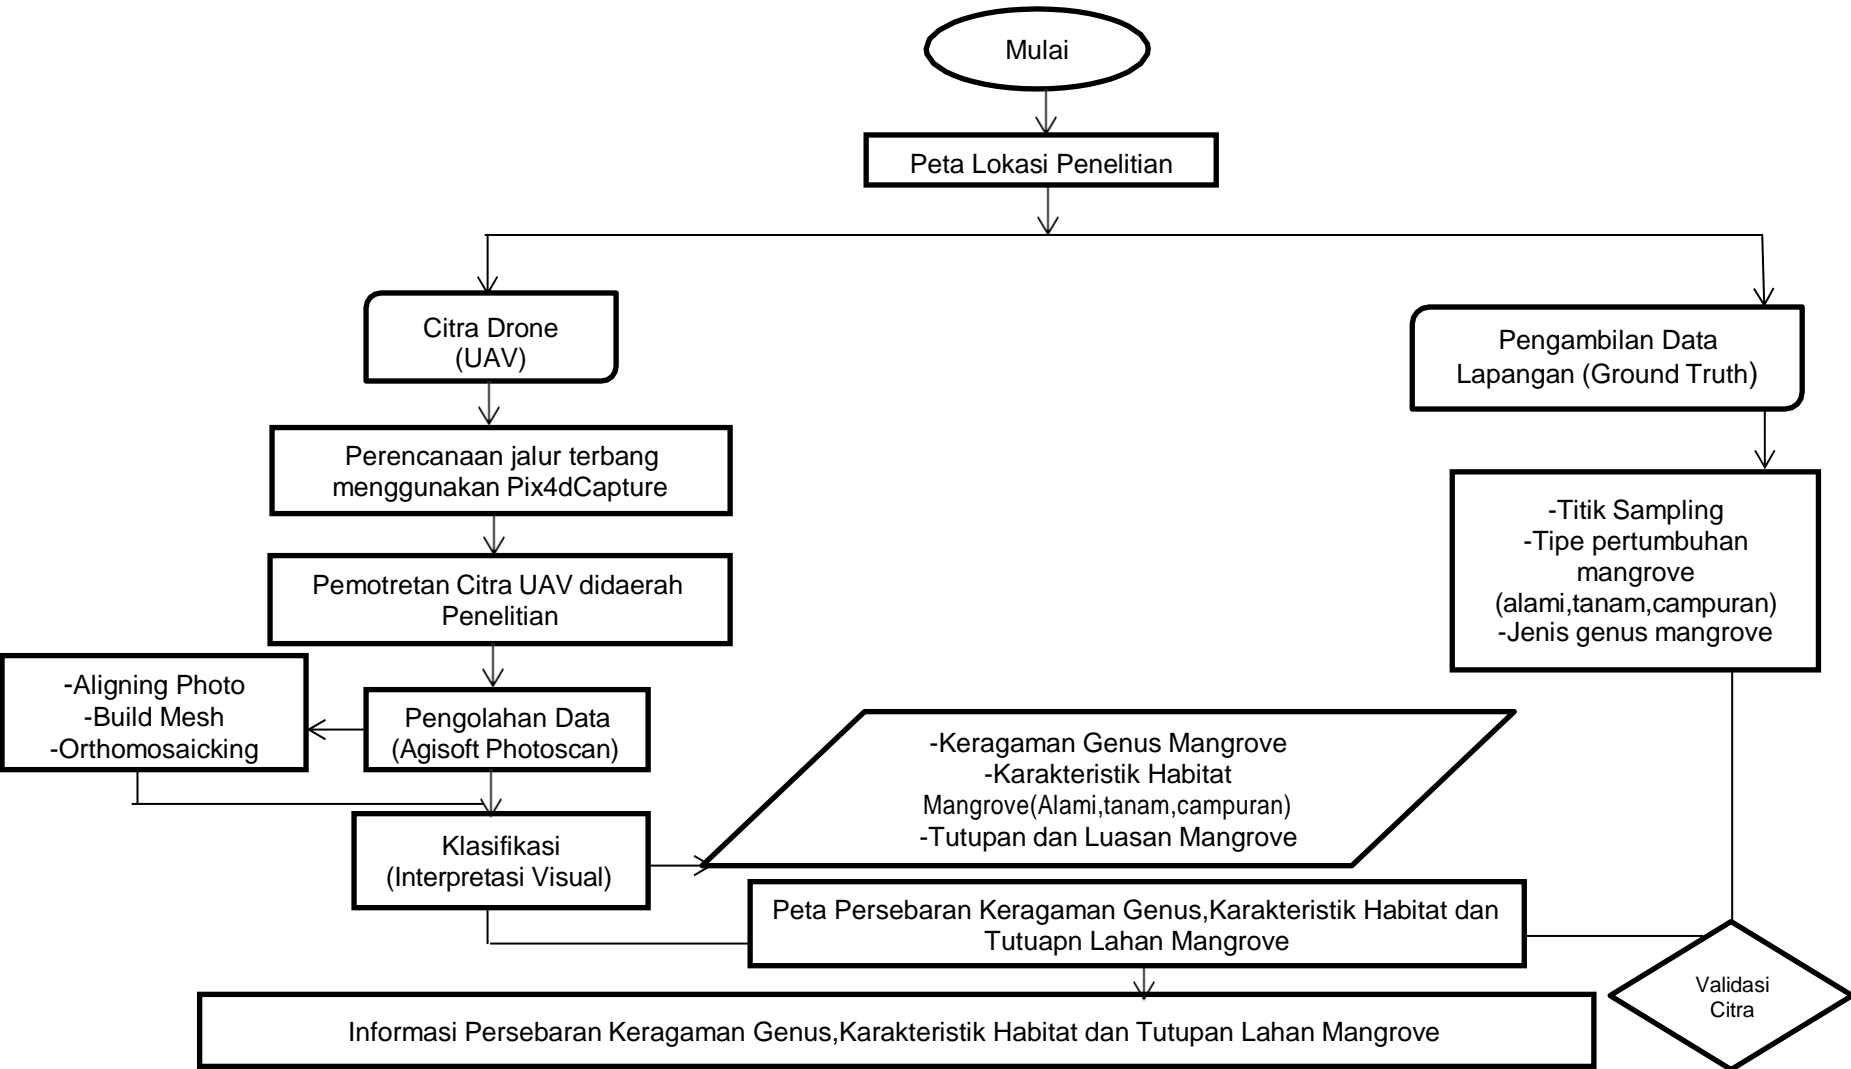 Mulai
Peta Lokasi Penelitian
Citra Drone
(UAV)
Pengambilan Data
Lapangan (Ground Truth)
Perencanaan jalur terbang
menggunakan Pix4dCapture
-Titik Sampling
-Tipe pertumbuhan
mangrove
(alami,tanam,campuran)
-Jenis genus mangrove
Pemotretan Citra UAV didaerah
Penelitian
-Aligning Photo
-Build Mesh
-Orthomosaicking
Pengolahan Data
(Agisoft Photoscan)
-Keragaman Genus Mangrove
-Karakteristik Habitat
Mangrove(Alami,tanam,campuran)
-Tutupan dan Luasan Mangrove
Klasifikasi
(Interpretasi Visual)
Peta Persebaran Keragaman Genus,Karakteristik Habitat dan
Tutuapn Lahan Mangrove
Validasi
Citra
Informasi Persebaran Keragaman Genus,Karakteristik Habitat dan Tutupan Lahan Mangrove